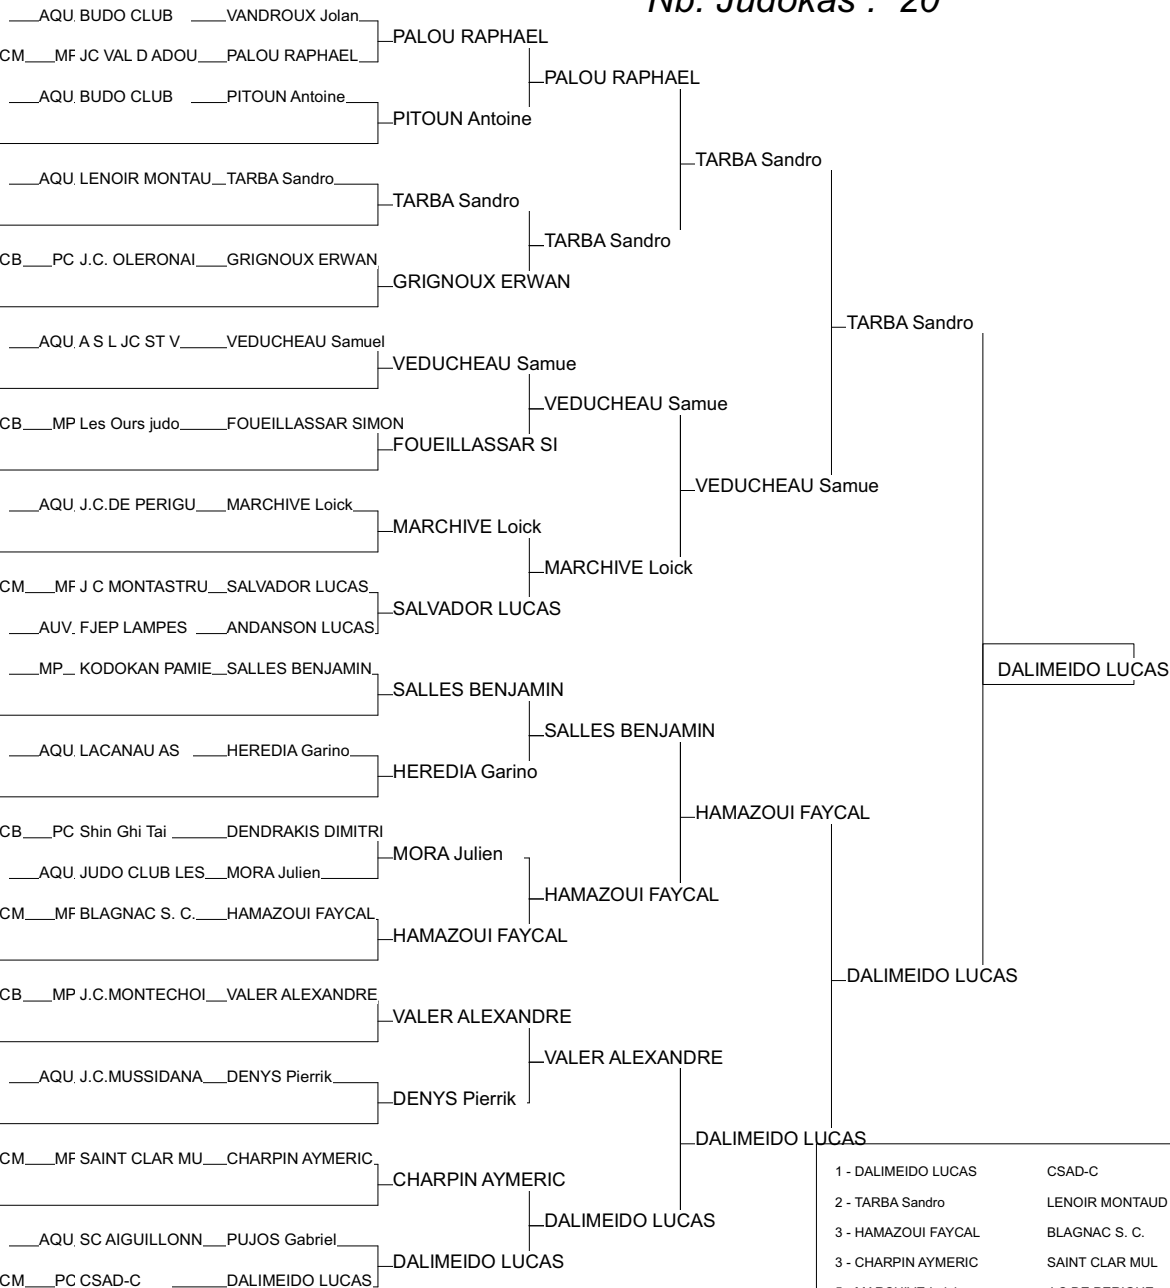 Nb. Judokas : 20
AQU BUDO CLUB VANDROUX Jolan
PALOU RAPHAEL
CM MP JC VAL D ADOU PALOU RAPHAEL
PALOU RAPHAEL
AQU BUDO CLUB PITOUN Antoine
PITOUN Antoine
TARBA Sandro
AQU LENOIR MONTAU TARBA Sandro
TARBA Sandro
TARBA Sandro
CB PC J.C. OLERONAI GRIGNOUX ERWAN
GRIGNOUX ERWAN
TARBA Sandro
AQU A S L JC ST V VEDUCHEAU Samuel
VEDUCHEAU Samue
VEDUCHEAU Samue
CB MP Les Ours judo FOUEILLASSAR SIMON
FOUEILLASSAR SI
VEDUCHEAU Samue
AQU J.C.DE PERIGU MARCHIVE Loick
MARCHIVE Loick
MARCHIVE Loick
CM MP J C MONTASTRU SALVADOR LUCAS
SALVADOR LUCAS
AUV FJEP LAMPES ANDANSON LUCAS
MP KODOKAN PAMIE SALLES BENJAMIN
DALIMEIDO LUCAS
SALLES BENJAMIN
SALLES BENJAMIN
AQU LACANAU AS HEREDIA Garino
HEREDIA Garino
HAMAZOUI FAYCAL
CB PC Shin Ghi Tai DENDRAKIS DIMITRI
MORA Julien
AQU JUDO CLUB LES MORA Julien
HAMAZOUI FAYCAL
CM MP BLAGNAC S. C. HAMAZOUI FAYCAL
HAMAZOUI FAYCAL
DALIMEIDO LUCAS
CB MP J.C.MONTECHOI VALER ALEXANDRE
VALER ALEXANDRE
VALER ALEXANDRE
AQU J.C.MUSSIDANA DENYS Pierrik
DENYS Pierrik
DALIMEIDO LUCAS
CM MP SAINT CLAR MU CHARPIN AYMERIC
CHARPIN AYMERIC
DALIMEIDO LUCAS
AQU SC AIGUILLONN PUJOS Gabriel
DALIMEIDO LUCAS
CM PC CSAD-C DALIMEIDO LUCAS
1 - DALIMEIDO LUCAS CSAD-C
2 - TARBA Sandro LENOIR MONTAUD
3 - HAMAZOUI FAYCAL BLAGNAC S. C.
3 - CHARPIN AYMERIC SAINT CLAR MUL